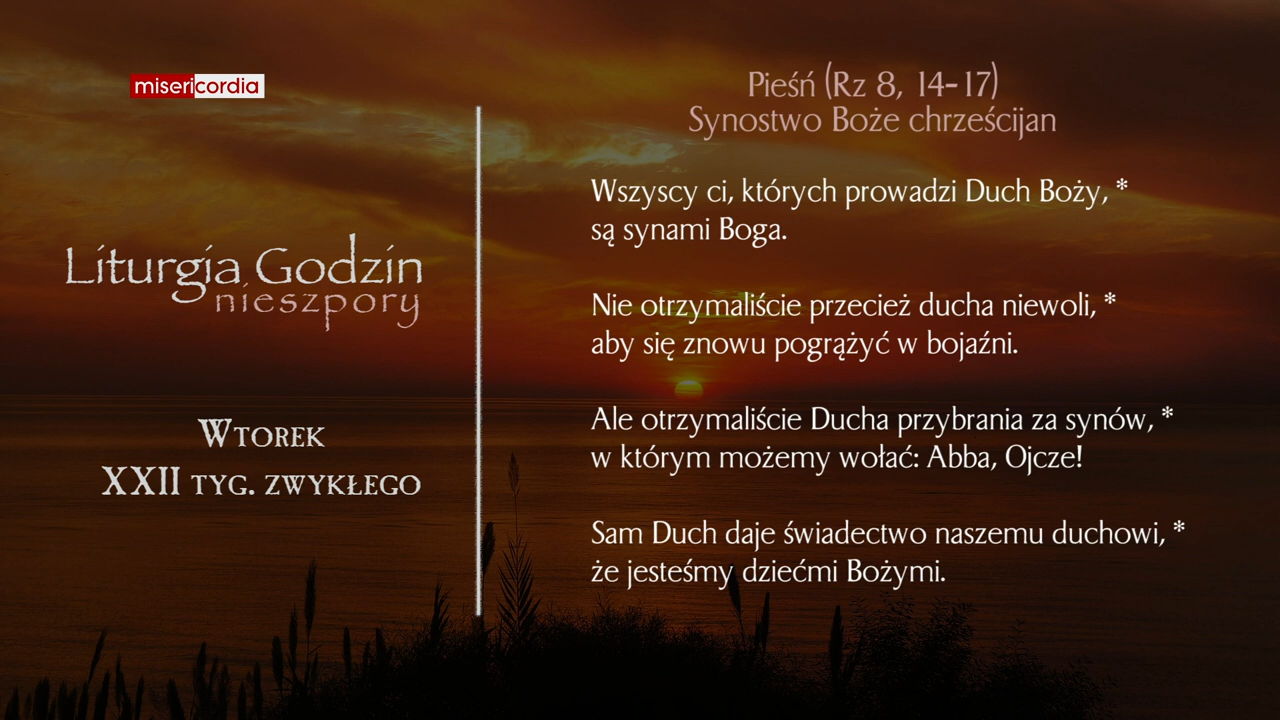 misericordia
Liturgia Godzin
nieszpory
Wtorek
XXII tyg. zwykłego
Pieśń (Rz 8, 14-17)
Synostwo Boże chrześcijan
Wszyscy ci, których prowadzi Duch Boży, *
są synami Boga.
Nie otrzymaliście przecież ducha niewoli, *
aby się znowu pogrążyć w bojaźni.
Ale otrzymaliście Ducha przybrania za synów, *
w którym możemy wołać: Abba, Ojcze!
Sam Duch daje świadectwo naszemu duchowi, *
że jesteśmy dziećmi Bożymi.